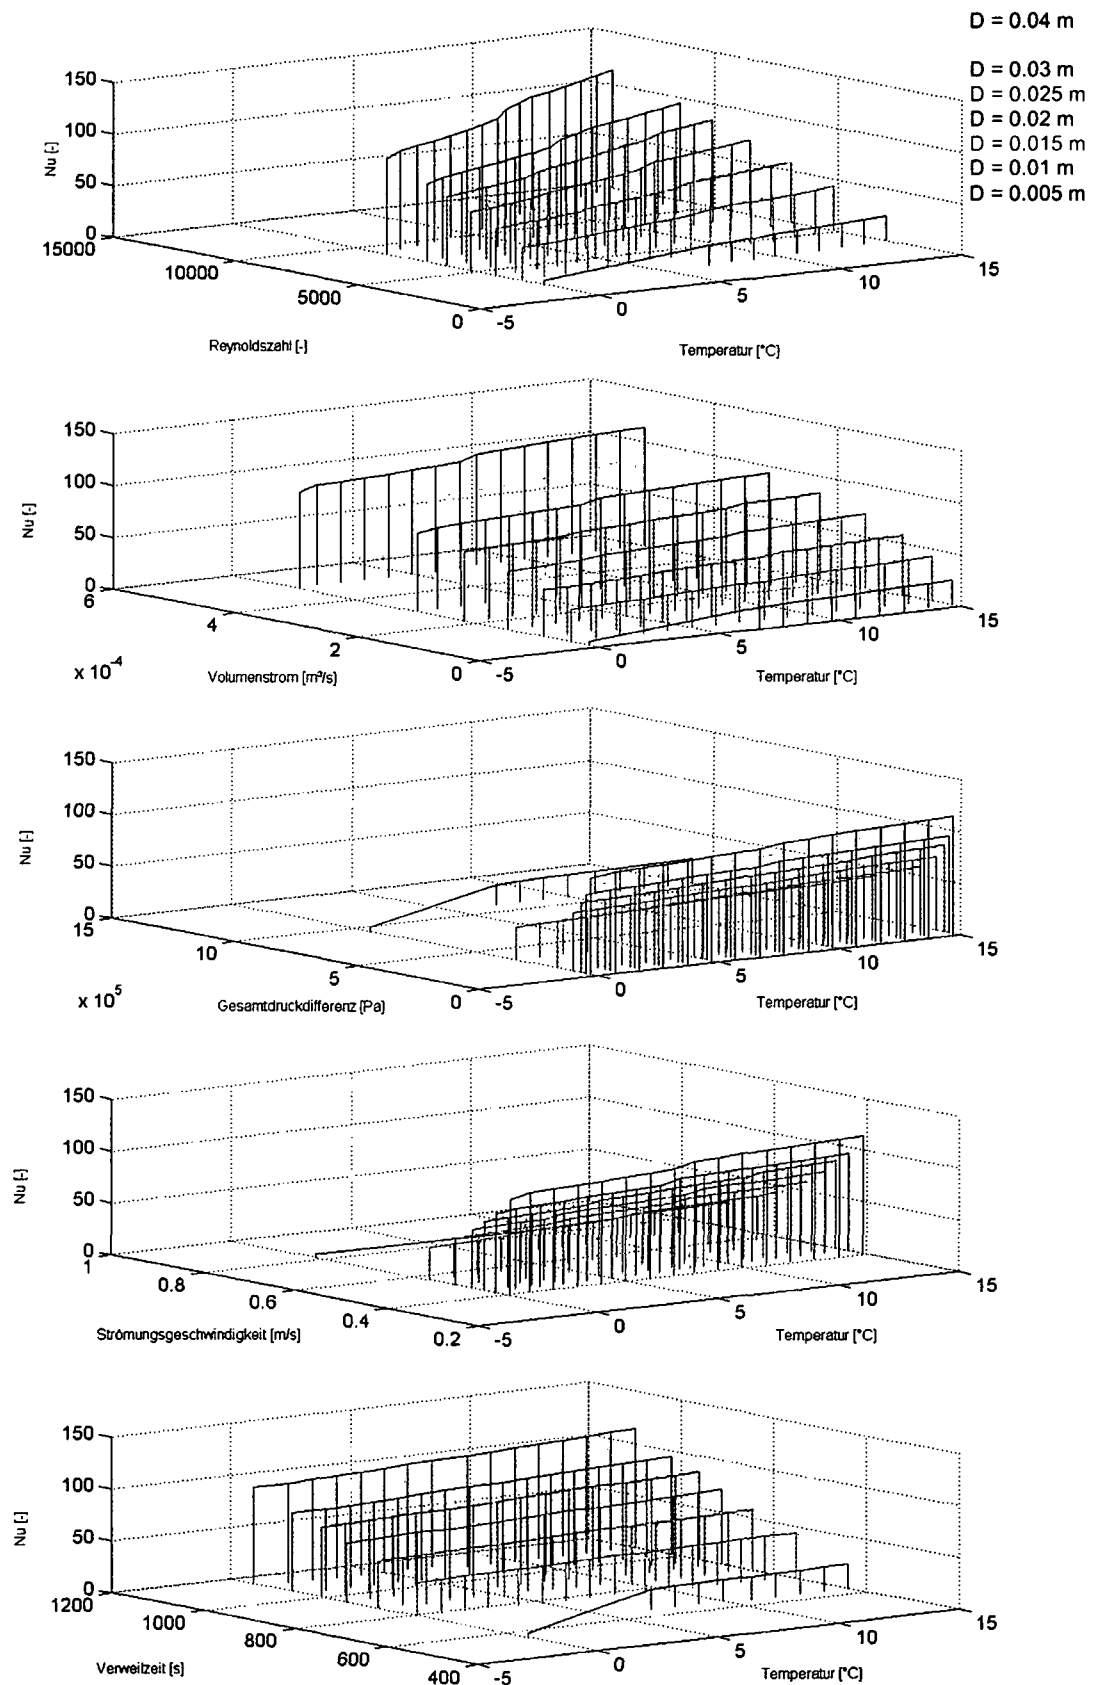 D = 0.04 m
D = 0.03 m
D = 0.025 m
D = 0.02 m
D = 0.015 m
D = 0.01 m
D = 0.005 m
150
100
50
0
Nu [-]
15000
10000
5000
0
-5
0
5
10
15
Reynoldszahl [-]
Temperatur [°C]
150
100
50
0
Nu [-]
6
4
2
0
-5
0
5
10
15
x 10⁻⁴
Volumenstrom [m³/s]
Temperatur [°C]
150
100
50
0
Nu [-]
15
10
5
0
-5
0
5
10
15
x 10⁵
Gesamtdruckdifferenz [Pa]
Temperatur [°C]
150
100
50
0
Nu [-]
1
0.8
0.6
0.4
0.2
-5
0
5
10
15
Strömungsgeschwindigkeit [m/s]
Temperatur [°C]
150
100
50
0
Nu [-]
1200
1000
800
600
400
-5
0
5
10
15
Verweilzeit [s]
Temperatur [°C]